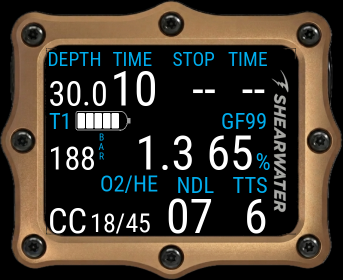 DEPTH TIME STOP TIME
30.0 10 -- --
T1 GF99
188 BAR 1.3 65%
O2/HE NDL TTS
CC 18/45 07 6
SHEARWATER